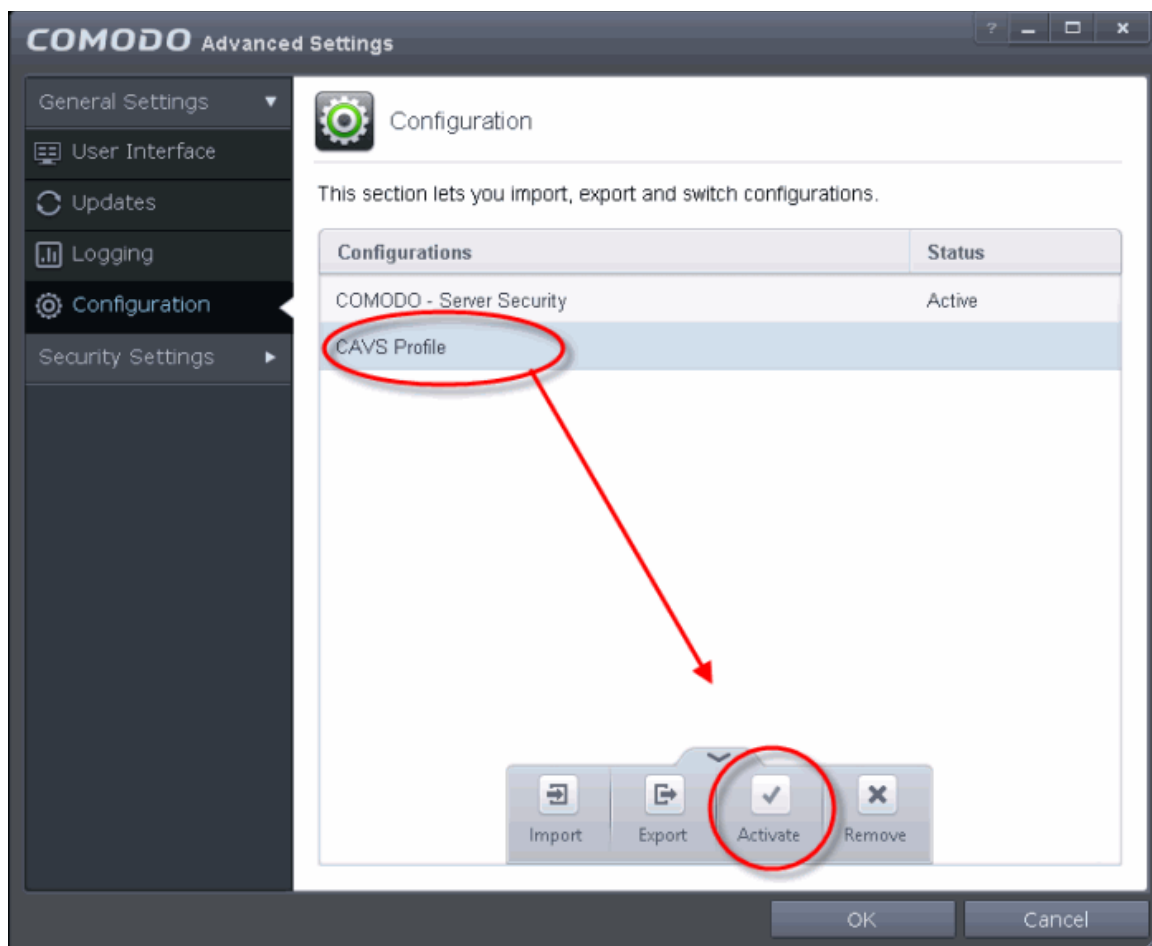 COMODO Advanced Settings
?
General Settings
User Interface
Updates
Logging
Configuration
Security Settings
Configuration
This section lets you import, export and switch configurations.
Configurations Status
COMODO - Server Security Active
CAVS Profile
Import Export Activate Remove
OK Cancel